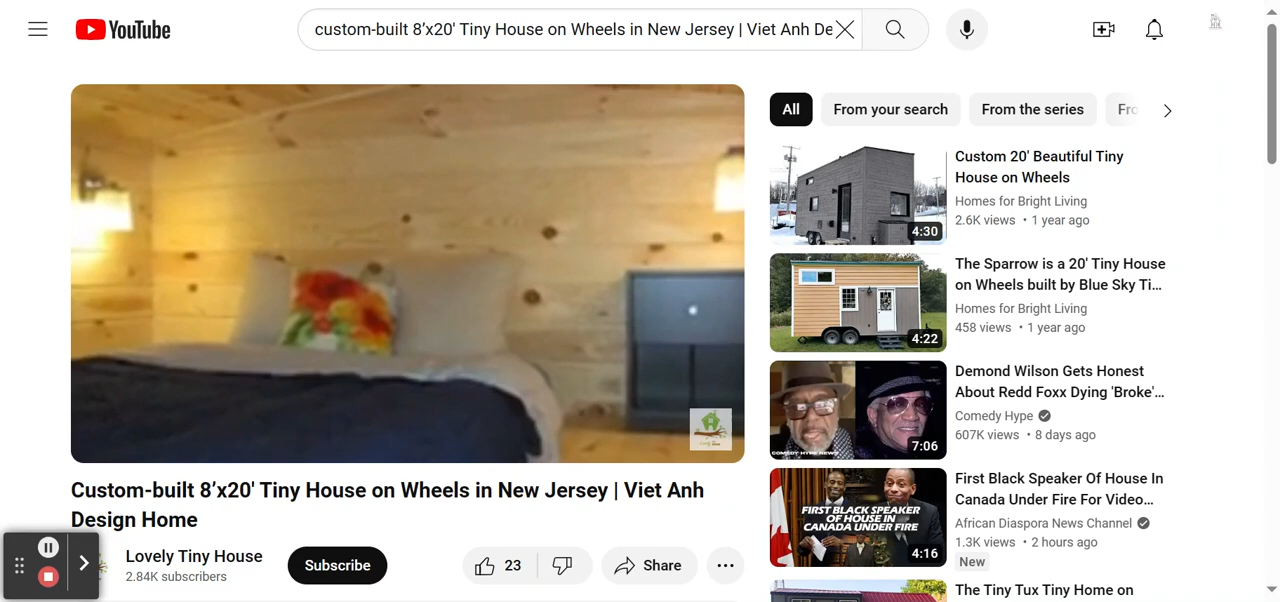 YouTube
custom-built 8’x20' Tiny House on Wheels in New Jersey | Viet Anh De
All
From your search
From the series
Fro
Custom 20' Beautiful Tiny
House on Wheels
Homes for Bright Living
2.6K views • 1 year ago
4:30
The Sparrow is a 20' Tiny House
on Wheels built by Blue Sky Ti...
Homes for Bright Living
458 views • 1 year ago
4:22
Demond Wilson Gets Honest
About Redd Foxx Dying 'Broke'...
Comedy Hype
607K views • 8 days ago
7:06
COMEDY HYPE NEWS
First Black Speaker Of House In
Canada Under Fire For Video...
African Diaspora News Channel
1.3K views • 2 hours ago
New
FIRST BLACK SPEAKER
OF HOUSE IN
CANADA UNDER FIRE
4:16
The Tiny Tux Tiny Home on
Custom-built 8’x20' Tiny House on Wheels in New Jersey | Viet Anh
Design Home
Lovely Tiny House
2.84K subscribers
Subscribe
23
Share